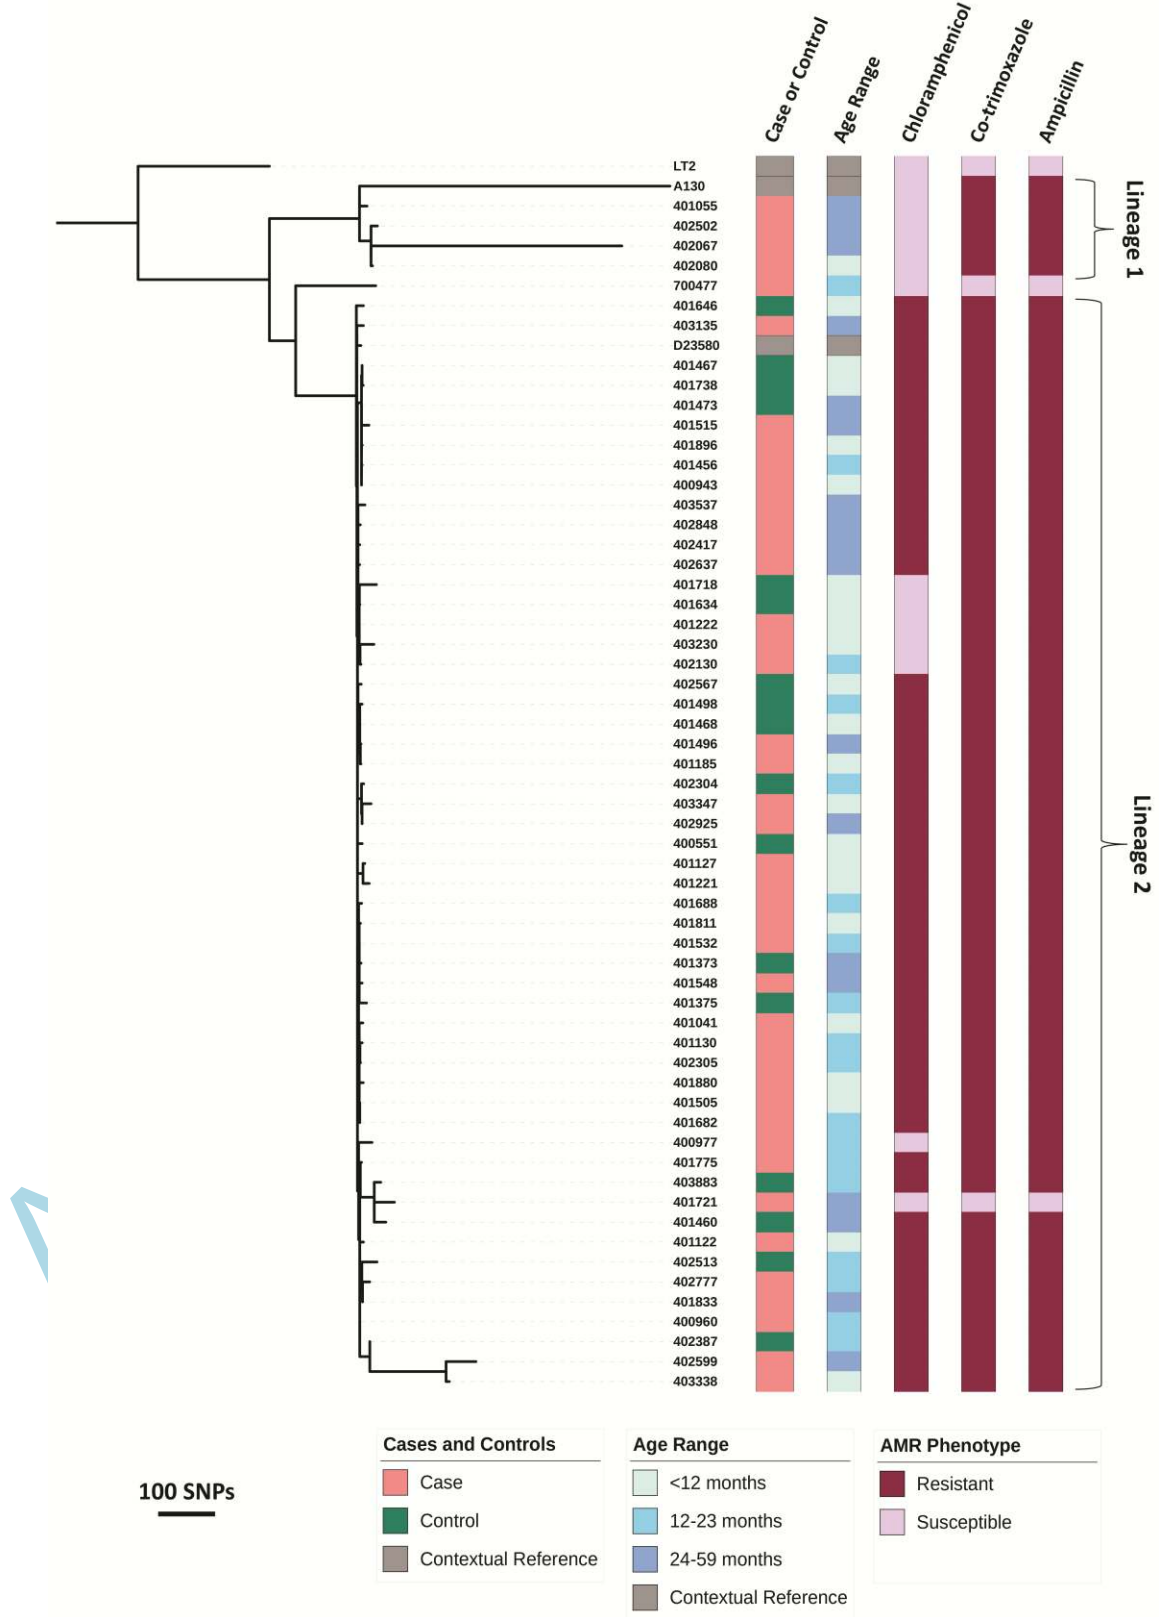 Case or Control
Age Range
Chloramphenicol
Co-trimoxazole
Ampicillin
LT2
A130
401055
402502
402067
402080
700477
401646
403135
D23580
401467
401738
401473
401515
401896
401456
400943
403537
402848
402417
402637
401718
401634
401222
403230
402130
402567
401498
401468
401496
401185
402304
403347
402925
400551
401127
401221
401688
401811
401532
401373
401548
401375
401041
401130
402305
401880
401505
401682
400977
401775
403883
401721
401460
401122
402513
402777
401833
400960
402387
402599
403338
Lineage 1
Lineage 2
100 SNPs
Cases and Controls
Case
Control
Contextual Reference
Age Range
<12 months
12-23 months
24-59 months
Contextual Reference
AMR Phenotype
Resistant
Susceptible